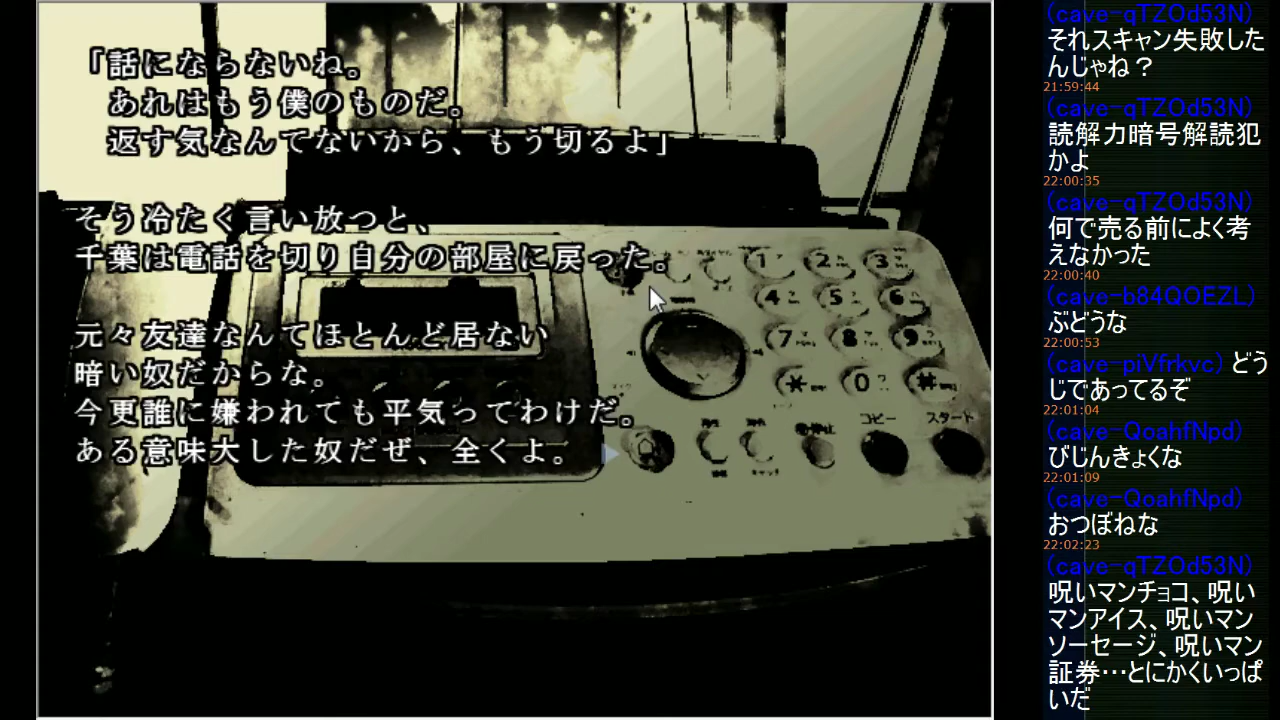 「話にならないね。
あれはもう僕のものだ。
返す気なんてないから、もう切るよ」
そう冷たく言い放つと、
千葉は電話を切り自分の部屋に戻った。
元々友達なんてほとんど居ない
暗い奴だからな。
今更誰に嫌われても平気ってわけだ。
ある意味大した奴だぜ、全くよ。
1 2 3
4 5 6
7 8 9
* 0 #
コピー スタート
(cave-qTZOd53N)
それスキャン失敗した
んじゃね？
21:59:44
(cave-qTZOd53N)
読解力暗号解読犯
かよ
22:00:35
(cave-qTZOd53N)
何で売る前によく考
えなかった
22:00:40
(cave-b84QOEZL)
ぶどうな
22:00:53
(cave-piVfrkvc) どう
じであってるぞ
22:01:04
(cave-QoahfNpd)
びじんきょくな
22:01:09
(cave-QoahfNpd)
おつぼねな
22:02:23
(cave-qTZOd53N)
呪いマンチョコ、呪い
マンアイス、呪いマン
ソーセージ、呪いマン
証券…とにかくいっぱ
いだ